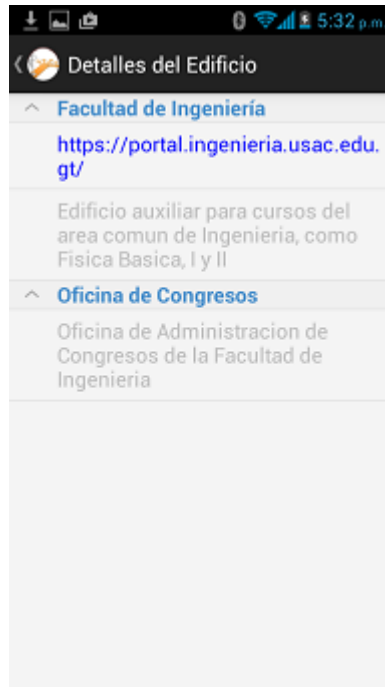 5:32 p.m.
Detalles del Edificio
Facultad de Ingeniería
https://portal.ingenieria.usac.edu.
gt/
Edificio auxiliar para cursos del
area comun de Ingenieria, como
Fisica Basica, I y II
Oficina de Congresos
Oficina de Administracion de
Congresos de la Facultad de
Ingenieria